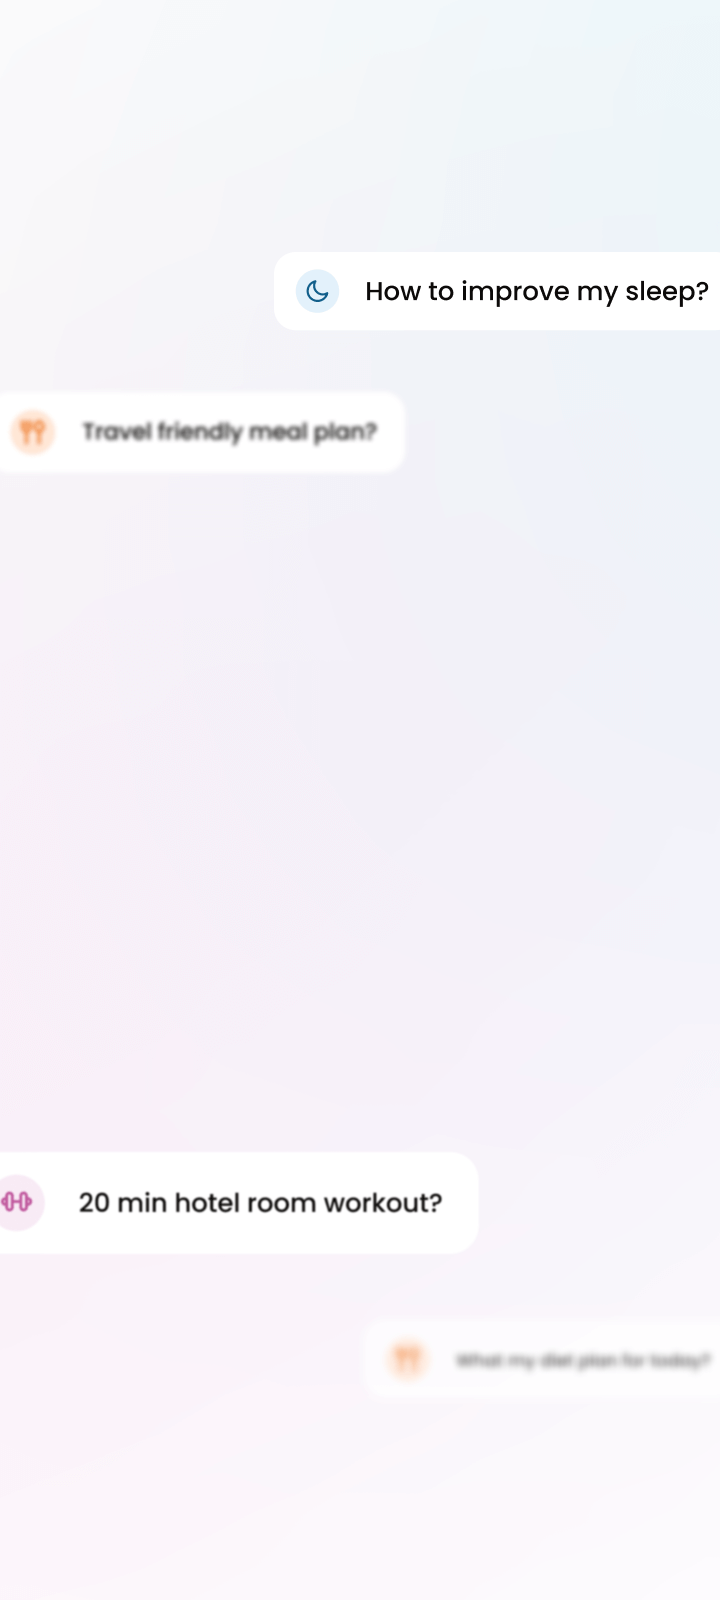 How to improve my sleep?
Travel friendly meal plan?
20 min hotel room workout?
What my diet plan for today?